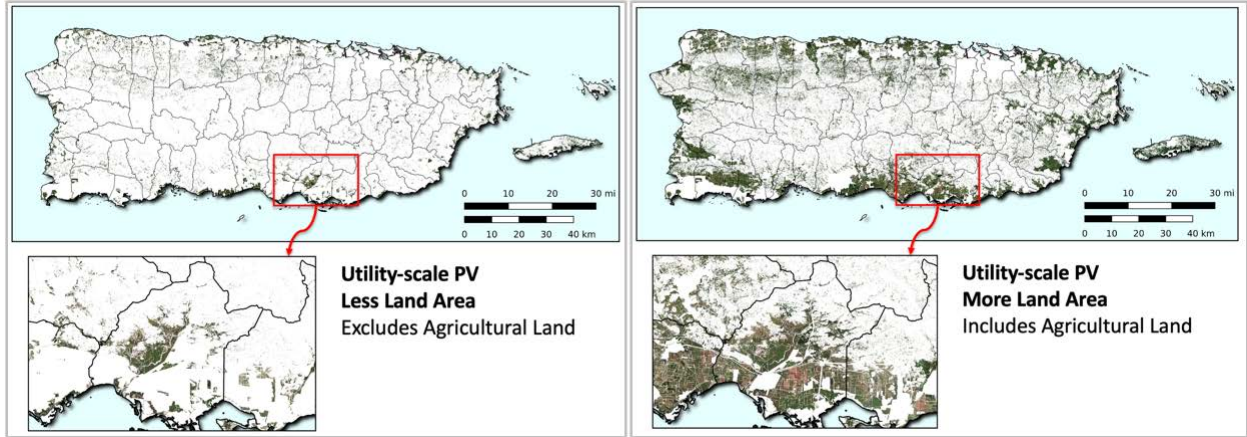 0 10 20 30 mi
0 10 20 30 40 km
Utility-scale PV
Less Land Area
Excludes Agricultural Land
0 10 20 30 mi
0 10 20 30 40 km
Utility-scale PV
More Land Area
Includes Agricultural Land